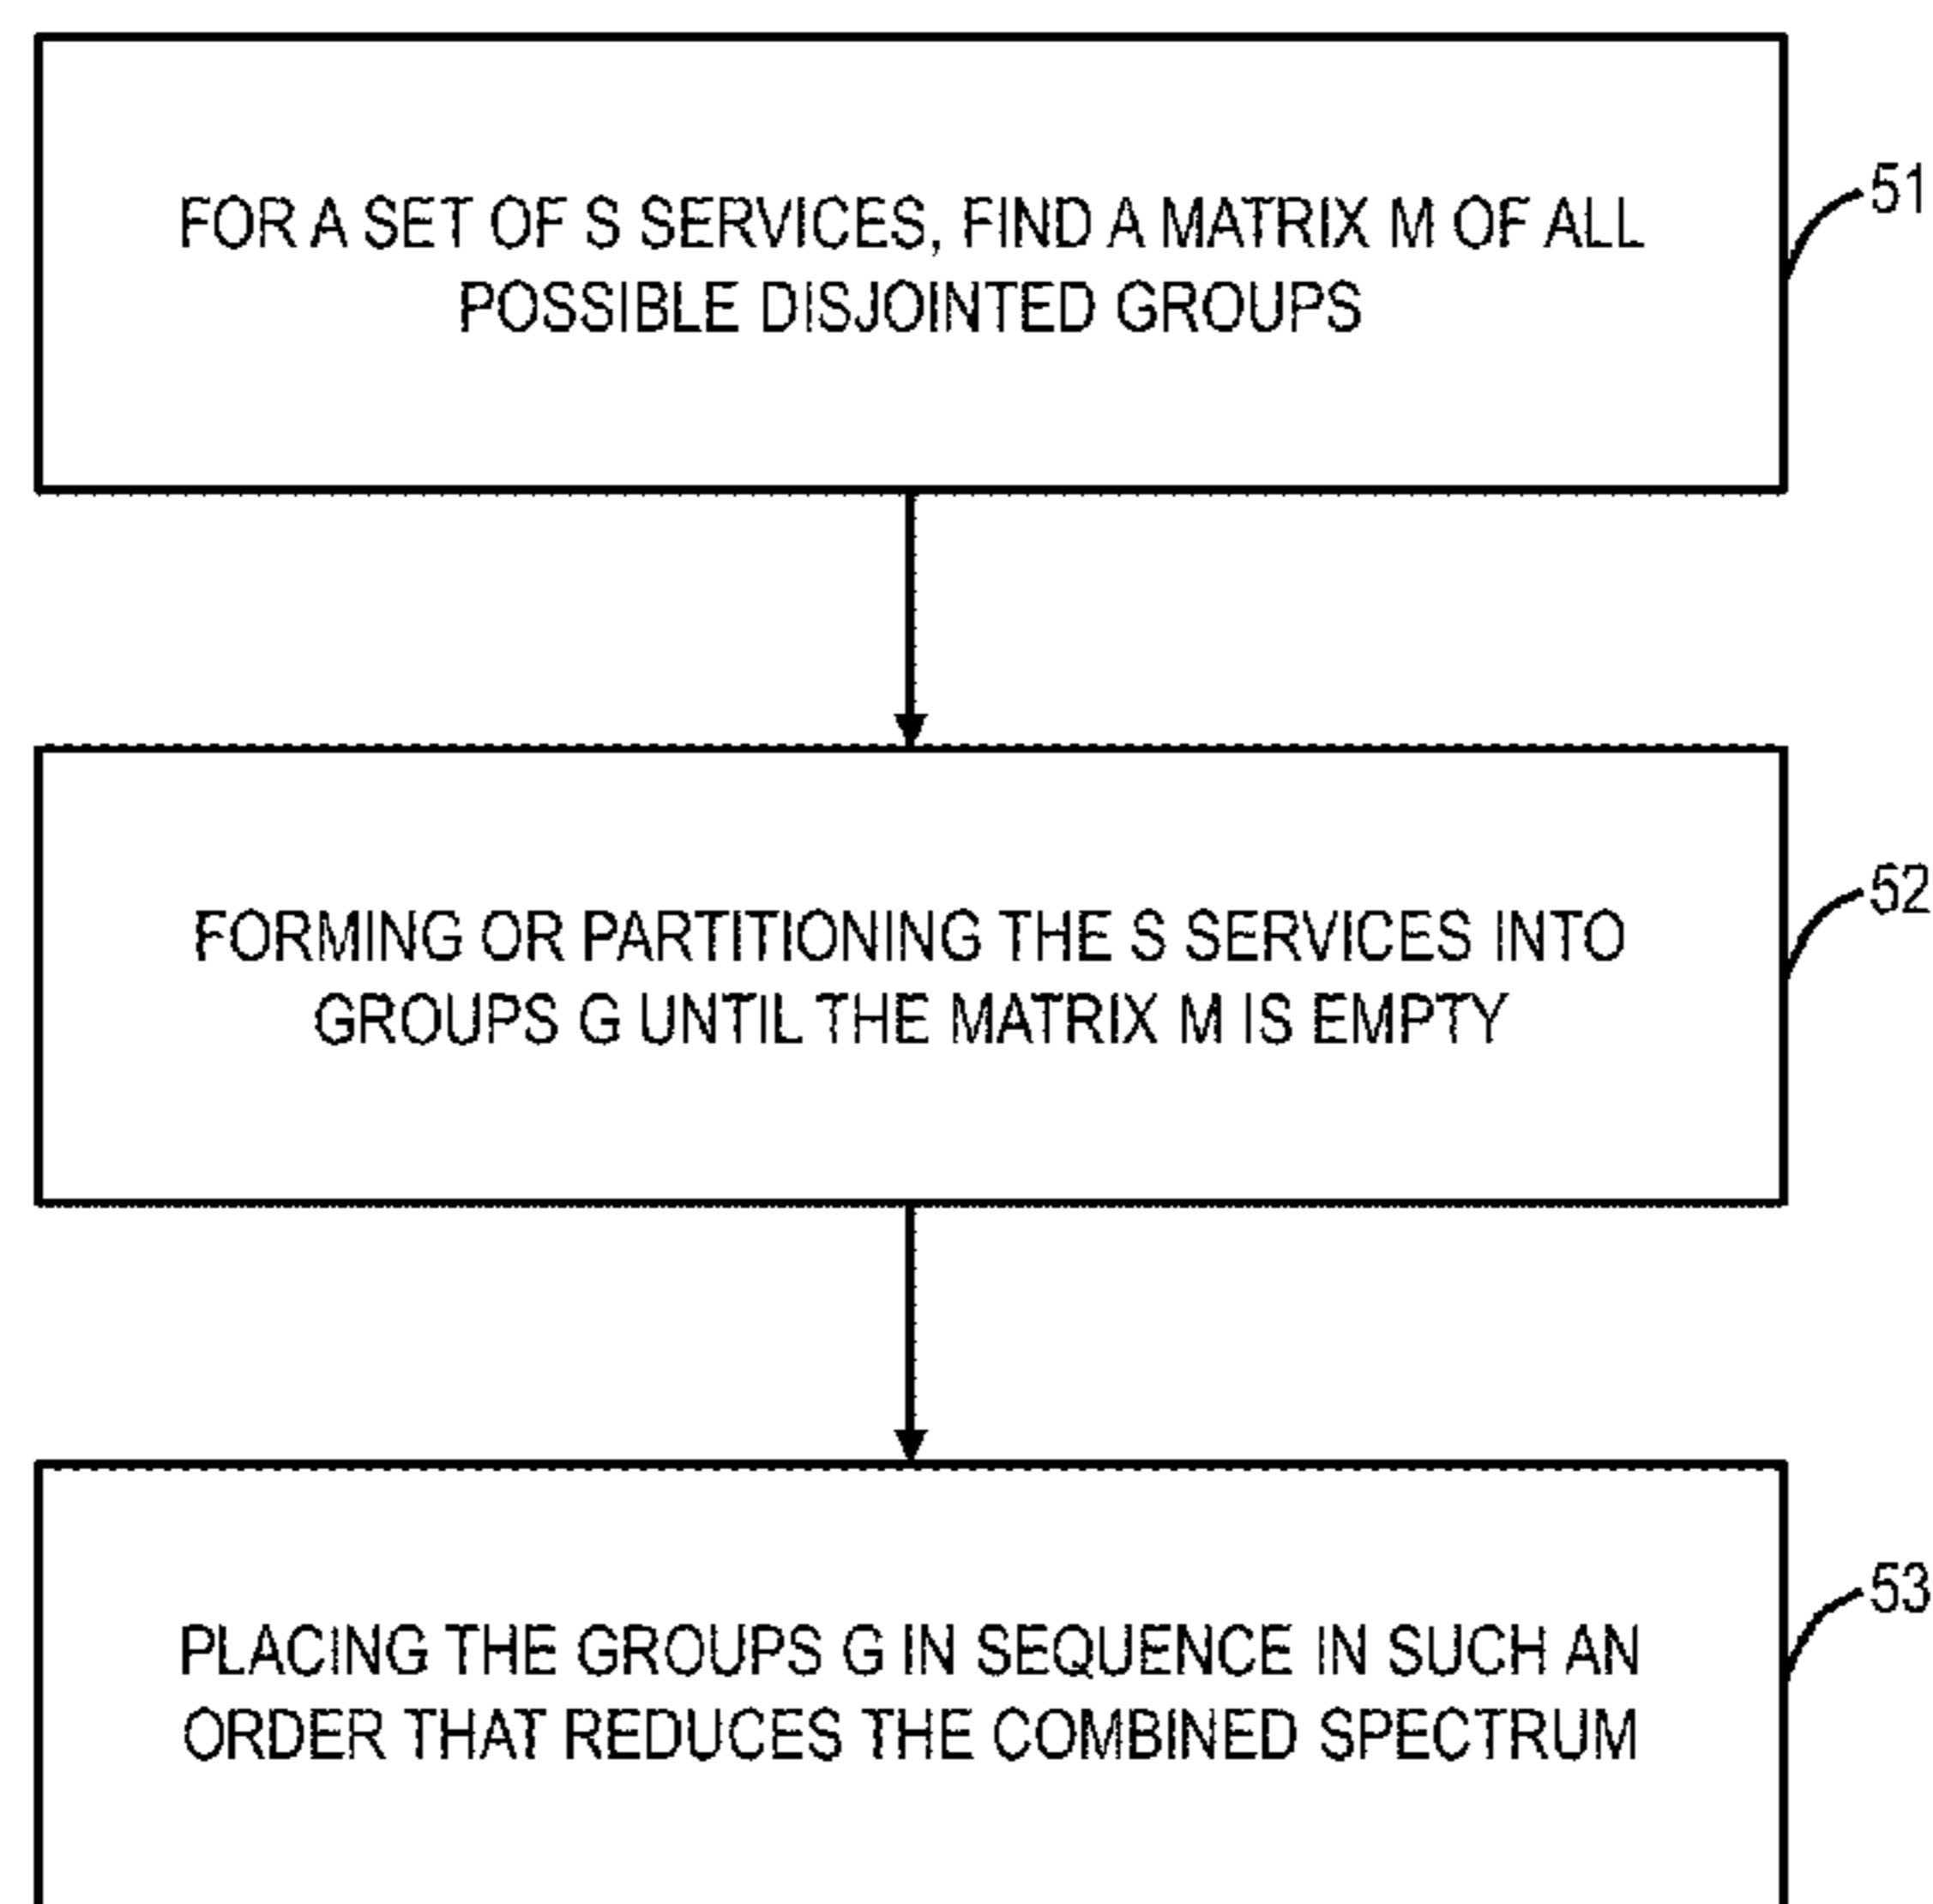 FOR A SET OF S SERVICES, FIND A MATRIX M OF ALL
POSSIBLE DISJOINTED GROUPS
51
FORMING OR PARTITIONING THE S SERVICES INTO
GROUPS G UNTIL THE MATRIX M IS EMPTY
52
PLACING THE GROUPS G IN SEQUENCE IN SUCH AN
ORDER THAT REDUCES THE COMBINED SPECTRUM
53